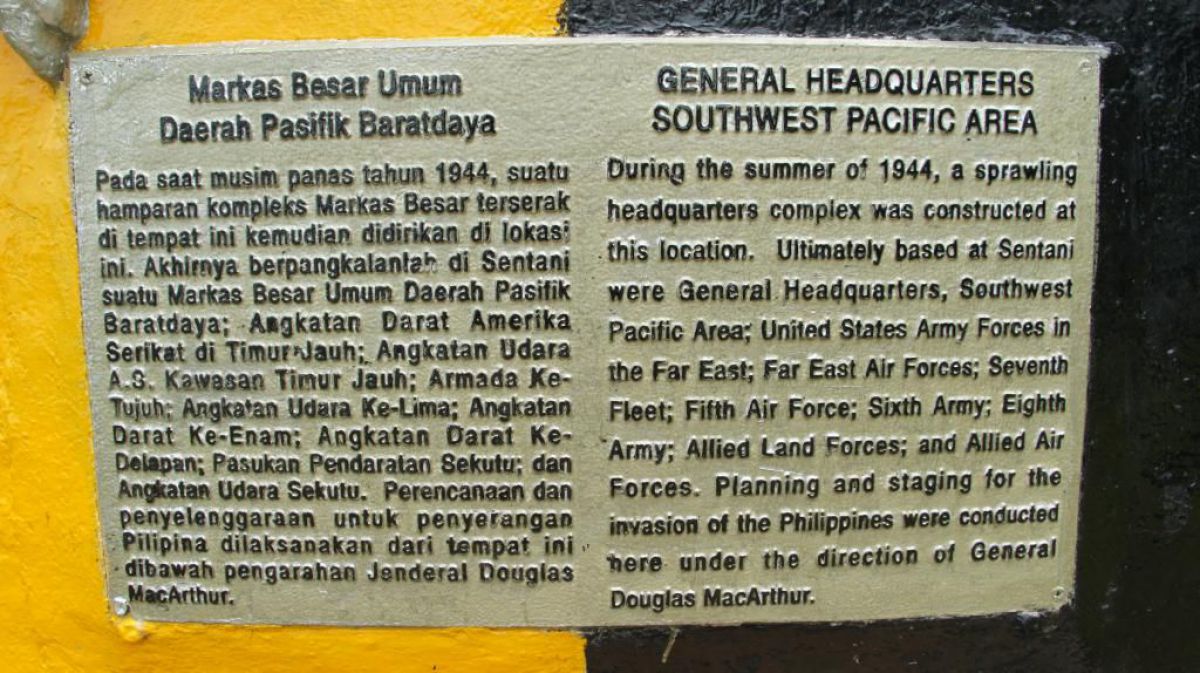 Markas Besar Umum
Daerah Pasifik Baratdaya
Pada saat musim panas tahun 1944, suatu
hamparan kompleks Markas Besar terserak
di tempat ini kemudian didirikan di lokasi
ini. Akhirnya berpangkalanlah di Sentani
suatu Markas Besar Umum Daerah Pasifik
Baratdaya; Angkatan Darat Amerika
Serikat di Timur Jauh; Angkatan Udara
A.S. Kawasan Timur Jauh; Armada Ke-
Tujuh; Angkatan Udara Ke-Lima; Angkatan
Darat Ke-Enam; Angkatan Darat Ke-
Delapan; Pasukan Pendaratan Sekutu; dan
Angkatan Udara Sekutu. Perencanaan dan
penyelenggaraan untuk penyerangan
Pilipina dilaksanakan dari tempat ini
dibawah pengarahan Jenderal Douglas
MacArthur.
GENERAL HEADQUARTERS
SOUTHWEST PACIFIC AREA
During the summer of 1944, a sprawling
headquarters complex was constructed at
this location. Ultimately based at Sentani
were General Headquarters, Southwest
Pacific Area; United States Army Forces in
the Far East; Far East Air Forces; Seventh
Fleet; Fifth Air Force; Sixth Army; Eighth
Army; Allied Land Forces; and Allied Air
Forces. Planning and staging for the
invasion of the Philippines were conducted
here under the direction of General
Douglas MacArthur.